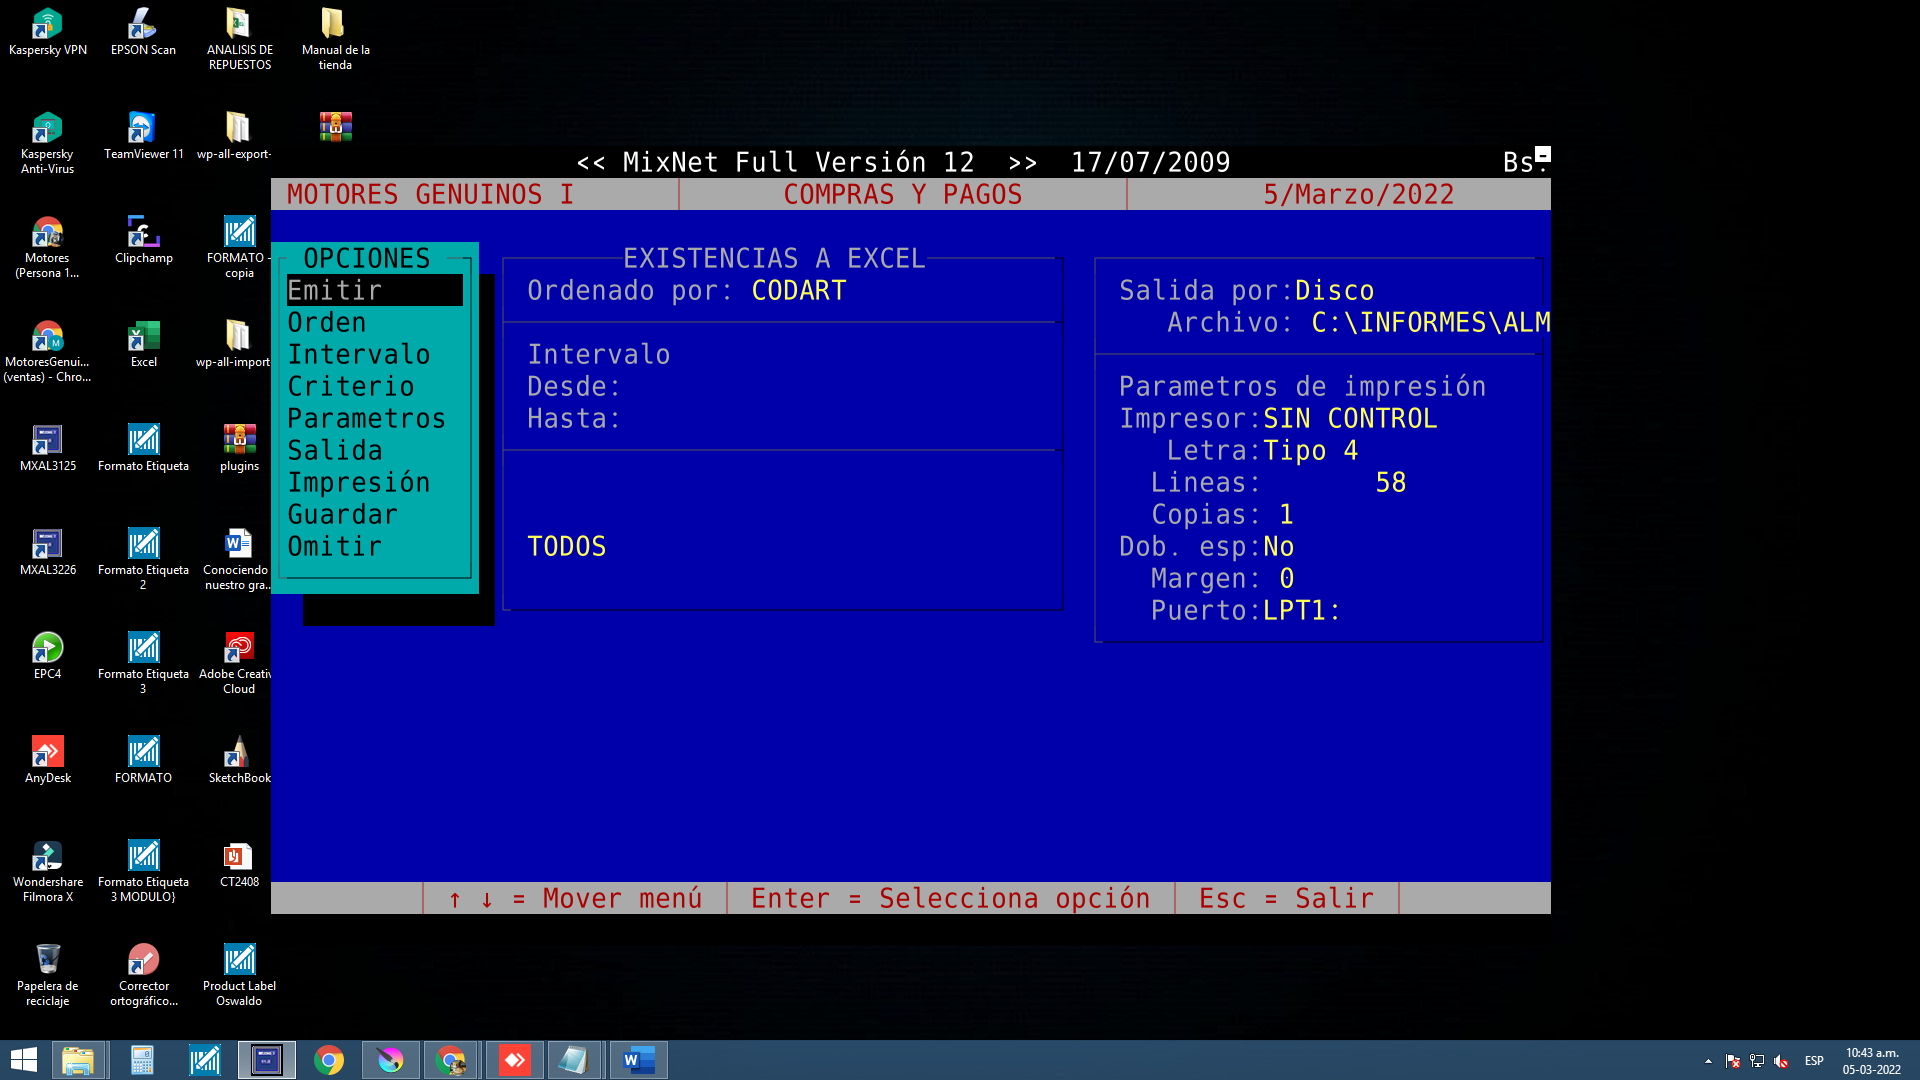 Kaspersky VPN
EPSON Scan
ANALISIS DE
REPUESTOS
Manual de la
tienda
Kaspersky
Anti-Virus
TeamViewer 11
wp-all-export-
Motores
(Persona 1...
Clipchamp
FORMATO -
copia
MotoresGenui...
(ventas) - Chro...
Excel
wp-all-import
MXAL3125
Formato Etiqueta
plugins
MXAL3226
Formato Etiqueta
2
Conociendo
nuestro gra...
EPC4
Formato Etiqueta
3
Adobe Creativ
Cloud
AnyDesk
FORMATO
SketchBook
Wondershare
Filmora X
Formato Etiqueta
3 MODULO}
CT2408
Papelera de
reciclaje
Corrector
ortográfico...
Product Label
Oswaldo
<< MixNet Full Versión 12 >> 17/07/2009 Bs.
MOTORES GENUINOS I COMPRAS Y PAGOS 5/Marzo/2022
OPCIONES
Emitir
Orden
Intervalo
Criterio
Parametros
Salida
Impresión
Guardar
Omitir
EXISTENCIAS A EXCEL
Ordenado por: CODART
Intervalo
Desde:
Hasta:
TODOS
Salida por:Disco
Archivo: C:\INFORMES\ALM
Parametros de impresión
Impresor:SIN CONTROL
Letra:Tipo 4
Lineas: 58
Copias: 1
Dob. esp:No
Margen: 0
Puerto:LPT1:
↑ ↓ = Mover menú Enter = Selecciona opción Esc = Salir
ESP
10:43 a.m.
05-03-2022